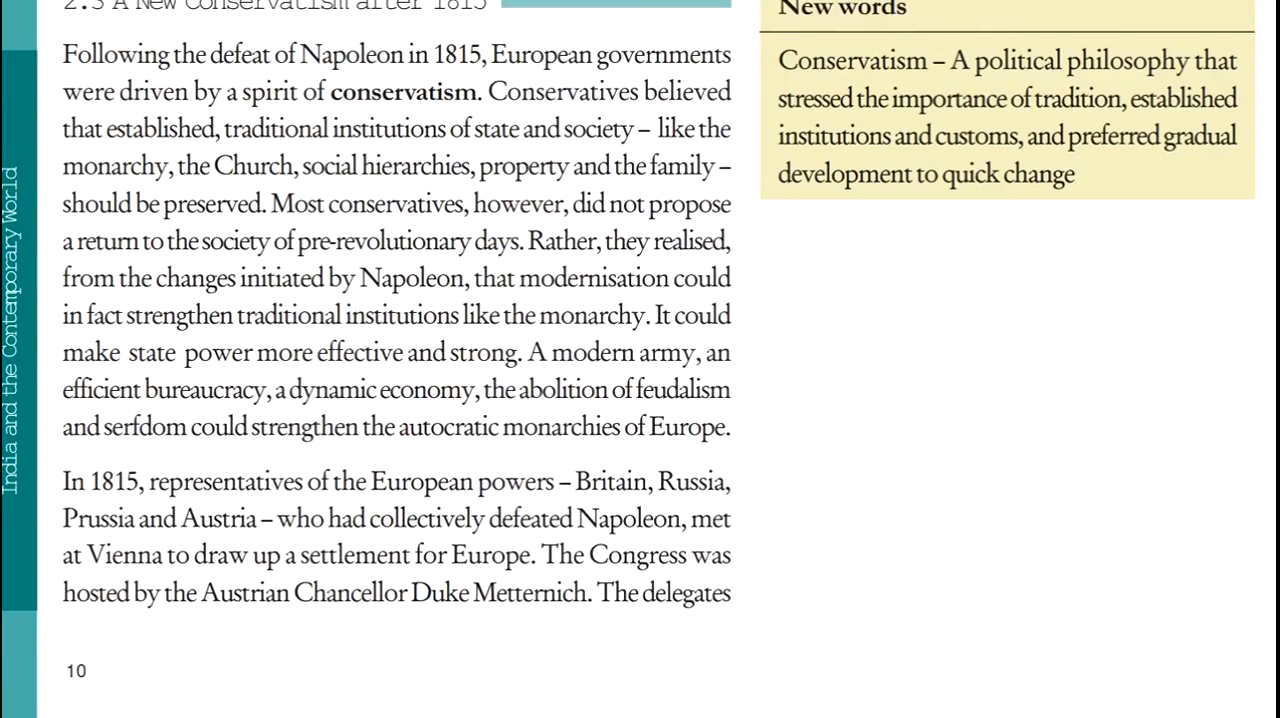 2.3 A New Conservatism after 1815
Following the defeat of Napoleon in 1815, European governments
were driven by a spirit of conservatism. Conservatives believed
that established, traditional institutions of state and society – like the
monarchy, the Church, social hierarchies, property and the family –
should be preserved. Most conservatives, however, did not propose
a return to the society of pre-revolutionary days. Rather, they realised,
from the changes initiated by Napoleon, that modernisation could
in fact strengthen traditional institutions like the monarchy. It could
make state power more effective and strong. A modern army, an
efficient bureaucracy, a dynamic economy, the abolition of feudalism
and serfdom could strengthen the autocratic monarchies of Europe.
In 1815, representatives of the European powers – Britain, Russia,
Prussia and Austria – who had collectively defeated Napoleon, met
at Vienna to draw up a settlement for Europe. The Congress was
hosted by the Austrian Chancellor Duke Metternich. The delegates
New words
Conservatism – A political philosophy that
stressed the importance of tradition, established
institutions and customs, and preferred gradual
development to quick change
India and the Contemporary World
10